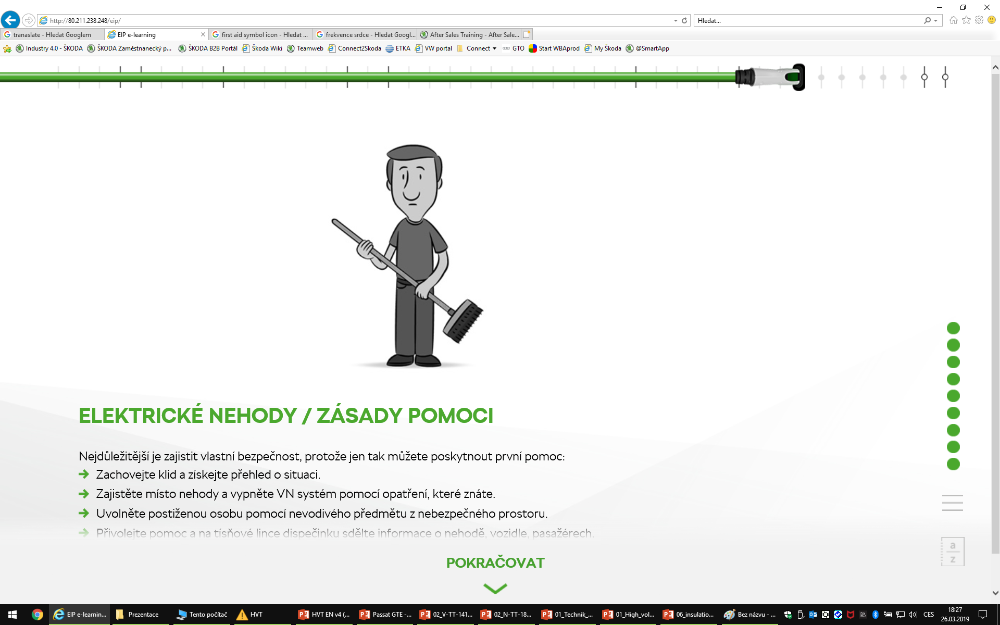 http://80.211.238.248/eip/
Hledat...
tranaslate - Hledat Googlem
EIP e-learning
first aid symbol icon - Hledat ...
frekvence srdce - Hledat Googl...
After Sales Training - After Sale...
Industry 4.0 - ŠKODA
ŠKODA Zaměstnanecký p...
ŠKODA B2B Portál
Škoda Wiki
Teamweb
Connect2Skoda
ETKA
VW portal
Connect
GTO
Start WBAprod
My Škoda
@SmartApp
ELEKTRICKÉ NEHODY / ZÁSADY POMOCI
Nejdůležitější je zajistit vlastní bezpečnost, protože jen tak můžete poskytnout první pomoc:
Zachovejte klid a získejte přehled o situaci.
Zajistěte místo nehody a vypněte VN systém pomocí opatření, které znáte.
Uvolněte postiženou osobu pomocí nevodivého předmětu z nebezpečného prostoru.
Přivolejte pomoc a na tísňové lince dispečinku sdělte informace o nehodě, vozidle, pasažérech.
a
z
POKRAČOVAT
EIP e-learnin...
Prezentace
Tento počítač
HVT
HVT EN v4 (...
Passat GTE -...
02_V-TT-141...
02_N-TT-18...
01_Technik_...
01_High_vol...
06_insulatio...
Bez názvu - ...
CES
18:27
26.03.2019